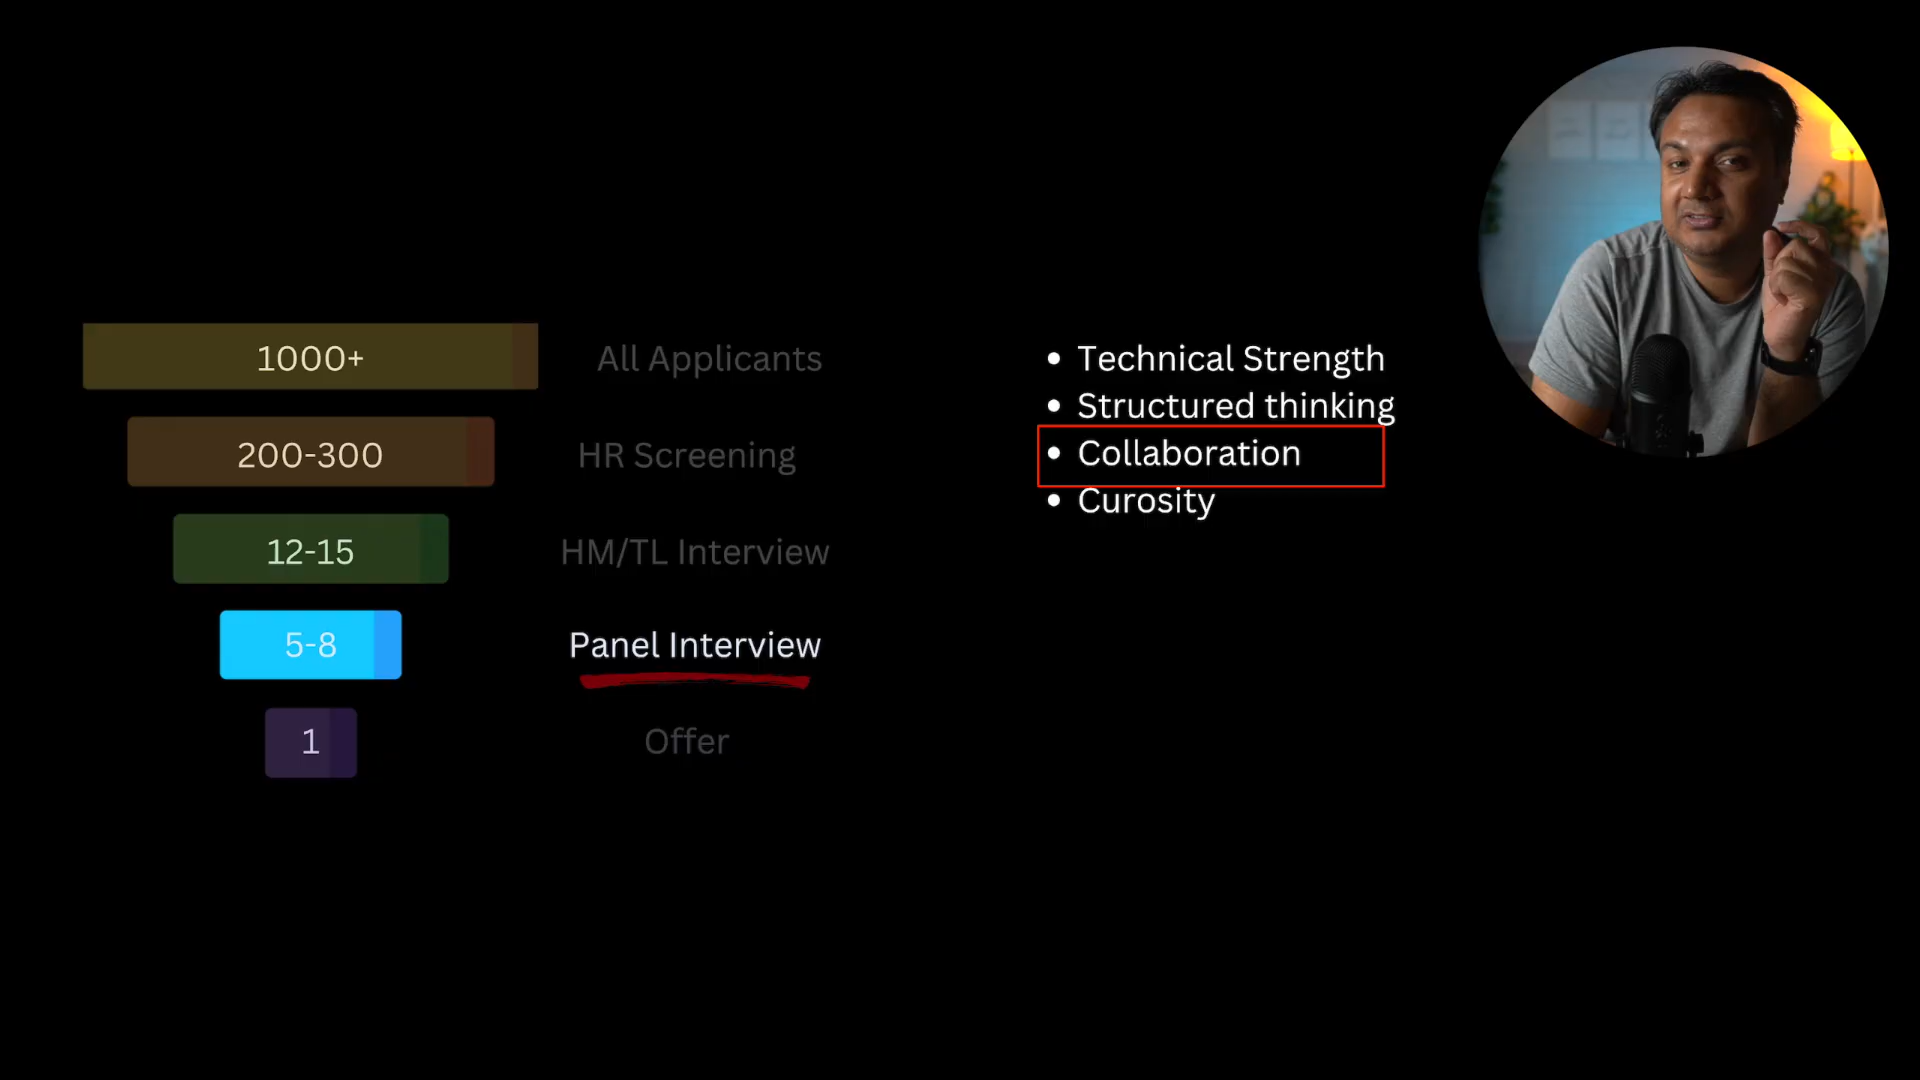 1000+
All Applicants
200-300
HR Screening
12-15
HM/TL Interview
5-8
Panel Interview
1
Offer
• Technical Strength
• Structured thinking
• Collaboration
• Curosity